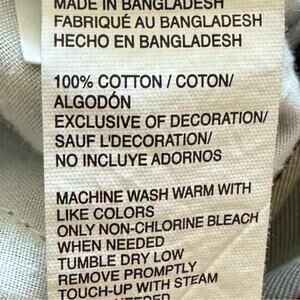 MADE IN BANGLADESH
FABRIQUÉ AU BANGLADESH
HECHO EN BANGLADESH
100% COTTON / COTON/
ALGODÓN
EXCLUSIVE OF DECORATION/
SAUF L'DECORATION/
NO INCLUYE ADORNOS
MACHINE WASH WARM WITH
LIKE COLORS
ONLY NON-CHLORINE BLEACH
WHEN NEEDED
TUMBLE DRY LOW
REMOVE PROMPTLY
TOUCH-UP WITH STEAM
NEEDED